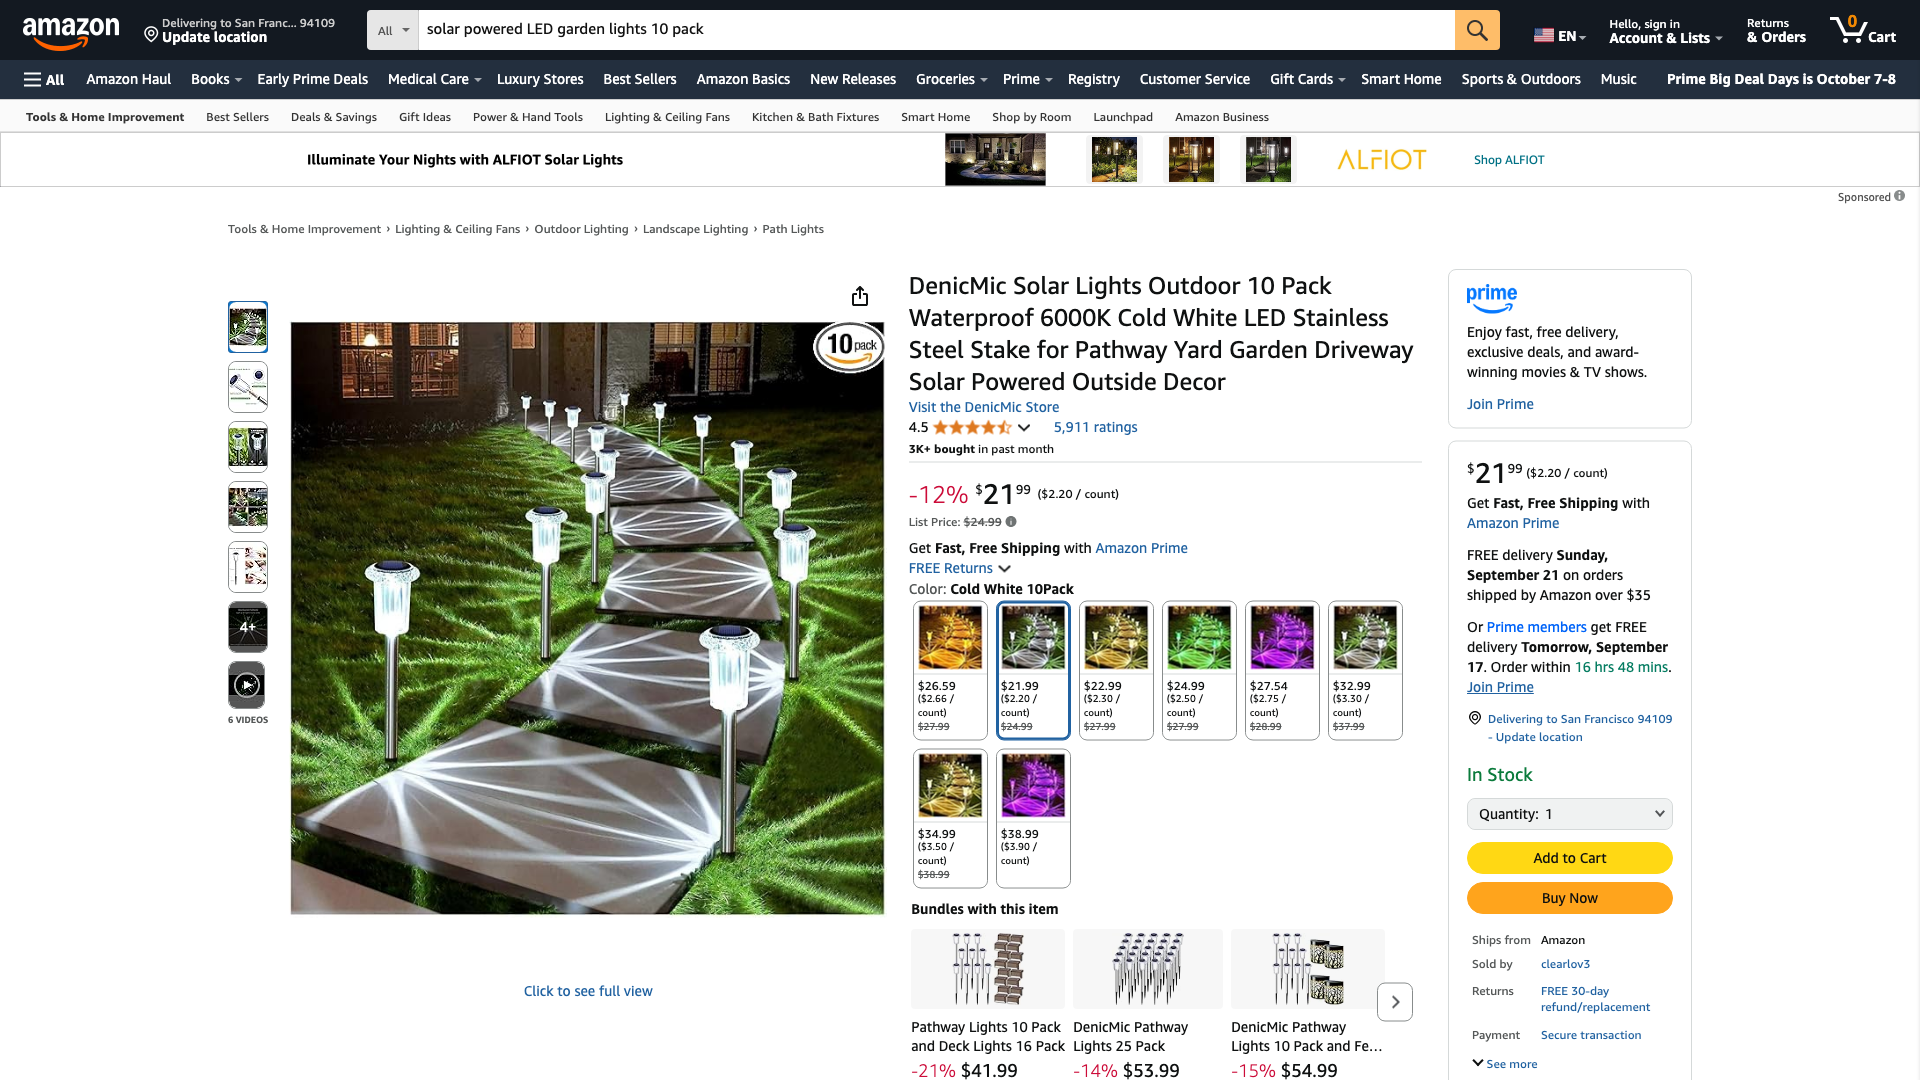 amazon
Delivering to San Franc... 94109
Update location
All
solar powered LED garden lights 10 pack
EN
Hello, sign in
Account & Lists
Returns
& Orders
0
Cart
All
Amazon Haul
Books
Early Prime Deals
Medical Care
Luxury Stores
Best Sellers
Amazon Basics
New Releases
Groceries
Prime
Registry
Customer Service
Gift Cards
Smart Home
Sports & Outdoors
Music
Prime Big Deal Days is October 7-8
Tools & Home Improvement
Best Sellers
Deals & Savings
Gift Ideas
Power & Hand Tools
Lighting & Ceiling Fans
Kitchen & Bath Fixtures
Smart Home
Shop by Room
Launchpad
Amazon Business
Illuminate Your Nights with ALFIOT Solar Lights
ALFIOT
Shop ALFIOT
Sponsored
Tools & Home Improvement › Lighting & Ceiling Fans › Outdoor Lighting › Landscape Lighting › Path Lights
4+
6 VIDEOS
10 pack
Click to see full view
DenicMic Solar Lights Outdoor 10 Pack
Waterproof 6000K Cold White LED Stainless
Steel Stake for Pathway Yard Garden Driveway
Solar Powered Outside Decor
Visit the DenicMic Store
4.5
5,911 ratings
3K+ bought in past month
-12% $21 99 ($2.20 / count)
List Price: $24.99
Get Fast, Free Shipping with Amazon Prime
FREE Returns
Color: Cold White 10Pack
$26.59
($2.66 /
count)
$27.99
$21.99
($2.20 /
count)
$24.99
$22.99
($2.30 /
count)
$27.99
$24.99
($2.50 /
count)
$27.99
$27.54
($2.75 /
count)
$28.99
$32.99
($3.30 /
count)
$37.99
$34.99
($3.50 /
count)
$38.99
$38.99
($3.90 /
count)
Bundles with this item
Pathway Lights 10 Pack
and Deck Lights 16 Pack
-21% $41.99
DenicMic Pathway
Lights 25 Pack
-14% $53.99
DenicMic Pathway
Lights 10 Pack and Fe...
-15% $54.99
prime
Enjoy fast, free delivery,
exclusive deals, and award-
winning movies & TV shows.
Join Prime
$21 99 ($2.20 / count)
Get Fast, Free Shipping with
Amazon Prime
FREE delivery Sunday,
September 21 on orders
shipped by Amazon over $35
Or Prime members get FREE
delivery Tomorrow, September
17. Order within 16 hrs 48 mins.
Join Prime
Delivering to San Francisco 94109
- Update location
In Stock
Quantity: 1
Add to Cart
Buy Now
Ships from Amazon
Sold by clearlov3
Returns FREE 30-day
refund/replacement
Payment Secure transaction
See more